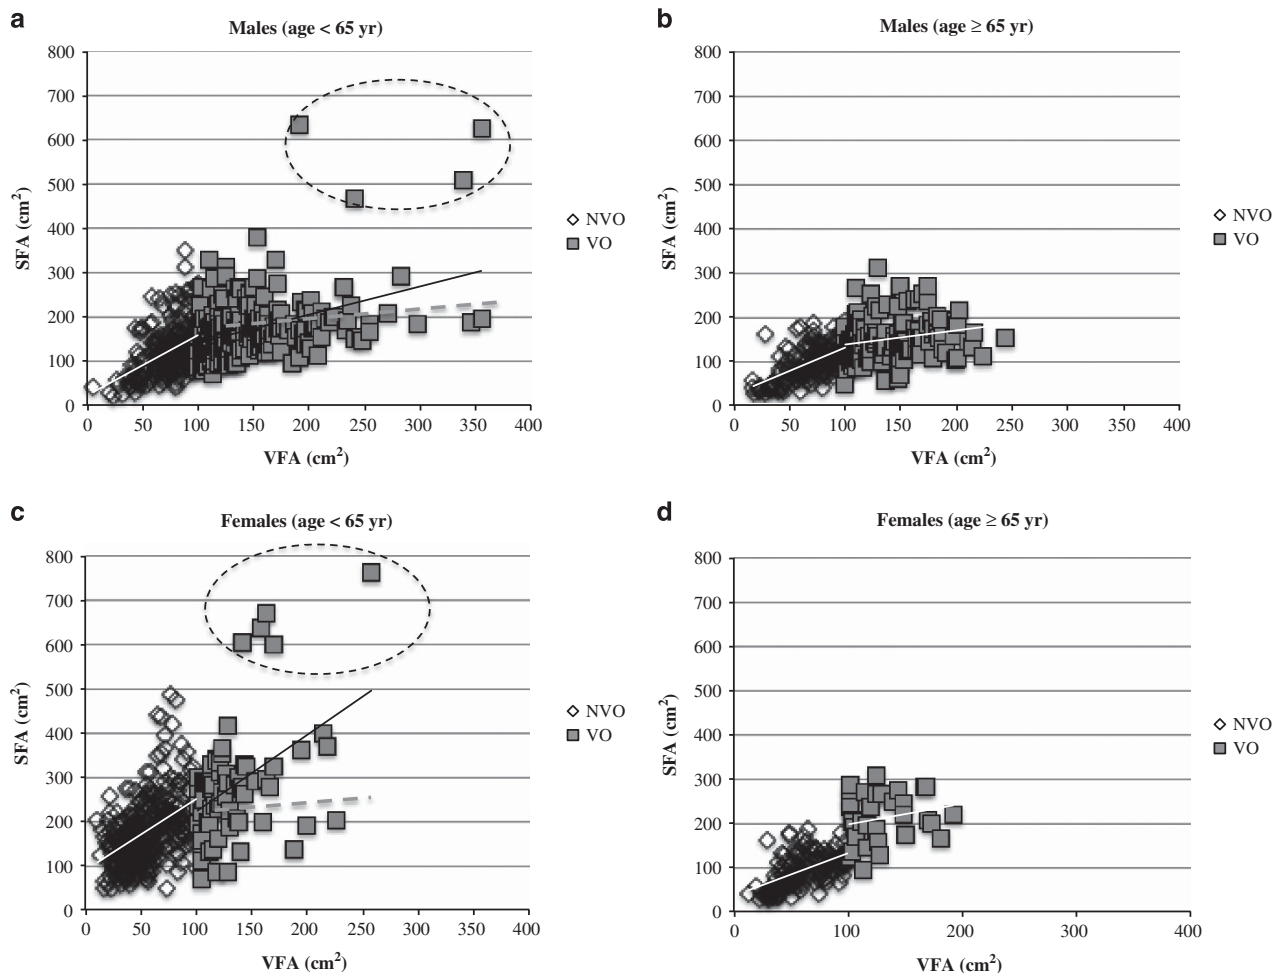 a
Males (age < 65 yr)
800
700
600
500
400
300
200
100
0
SFA (cm²)
0 50 100 150 200 250 300 350 400
VFA (cm²)
NVO
VO
b
Males (age ≥ 65 yr)
800
700
600
500
400
300
200
100
0
SFA (cm²)
0 50 100 150 200 250 300 350 400
VFA (cm²)
NVO
VO
c
Females (age < 65 yr)
800
700
600
500
400
300
200
100
0
SFA (cm²)
0 50 100 150 200 250 300 350 400
VFA (cm²)
NVO
VO
d
Females (age ≥ 65 yr)
800
700
600
500
400
300
200
100
0
SFA (cm²)
0 100 200 300 400
VFA (cm²)
NVO
VO